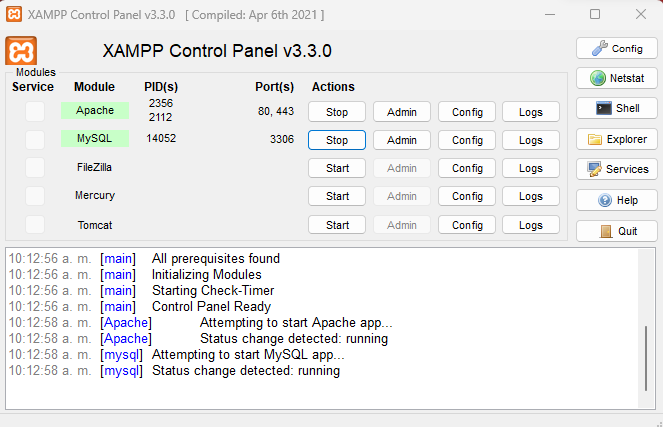 XAMPP Control Panel v3.3.0 [ Compiled: Apr 6th 2021 ]
XAMPP Control Panel v3.3.0
Config
Modules
Service Module PID(s) Port(s) Actions
Netstat
Apache 2356 2112 80, 443 Stop Admin Config Logs
Shell
MySQL 14052 3306 Stop Admin Config Logs
Explorer
FileZilla Start Admin Config Logs
Services
Mercury Start Admin Config Logs
Help
Tomcat Start Admin Config Logs
Quit
10:12:56 a. m. [main] All prerequisites found
10:12:56 a. m. [main] Initializing Modules
10:12:56 a. m. [main] Starting Check-Timer
10:12:56 a. m. [main] Control Panel Ready
10:12:58 a. m. [Apache] Attempting to start Apache app...
10:12:58 a. m. [Apache] Status change detected: running
10:12:58 a. m. [mysql] Attempting to start MySQL app...
10:12:58 a. m. [mysql] Status change detected: running